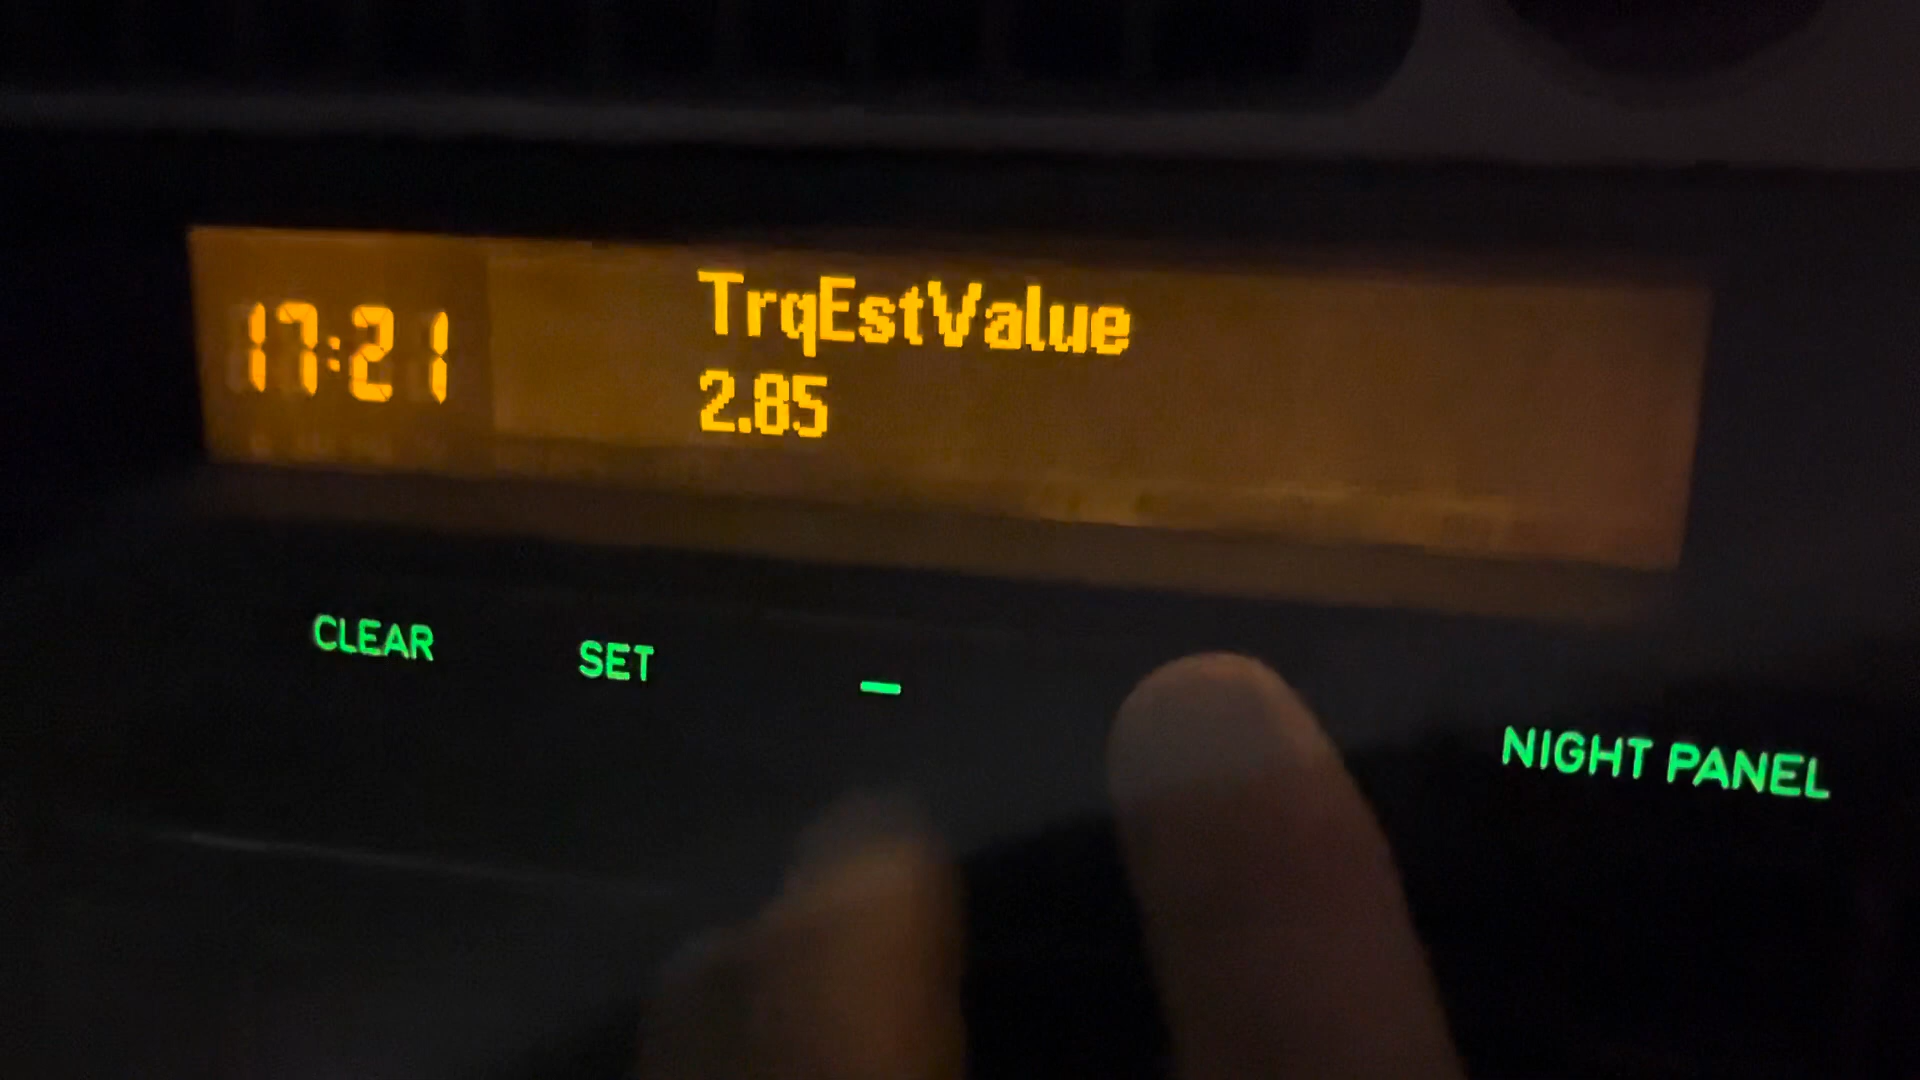 17:21
TrqEstValue
2.85
CLEAR
SET
–
NIGHT PANEL